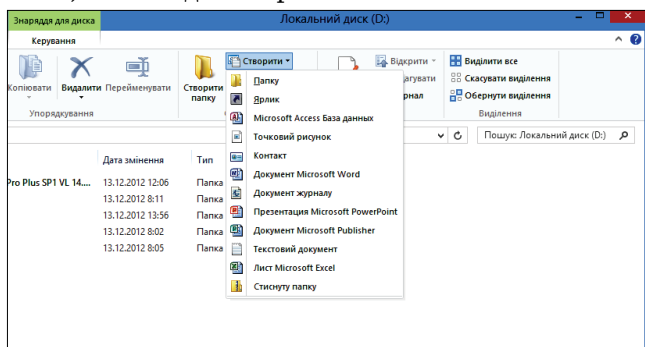 Знаряддя для диска
Локальний диск (D:)
Керування
Копіювати
Видалити
Перейменувати
Створити папку
Створити
Відкрити
Виділити все
Скасувати виділення
Обернути виділення
Упорядкування
Виділення
Папку
Ярлик
Microsoft Access База данных
Точковий рисунок
Контакт
Документ Microsoft Word
Документ журналу
Презентация Microsoft PowerPoint
Документ Microsoft Publisher
Текстовий документ
Лист Microsoft Excel
Стиснуту папку
Пошук: Локальний диск (D:)
Дата змінення
Тип
Pro Plus SP1 VL 14....
13.12.2012 12:06
Папка
13.12.2012 8:11
Папка
13.12.2012 13:56
Папка
13.12.2012 8:02
Папка
13.12.2012 8:05
Папка